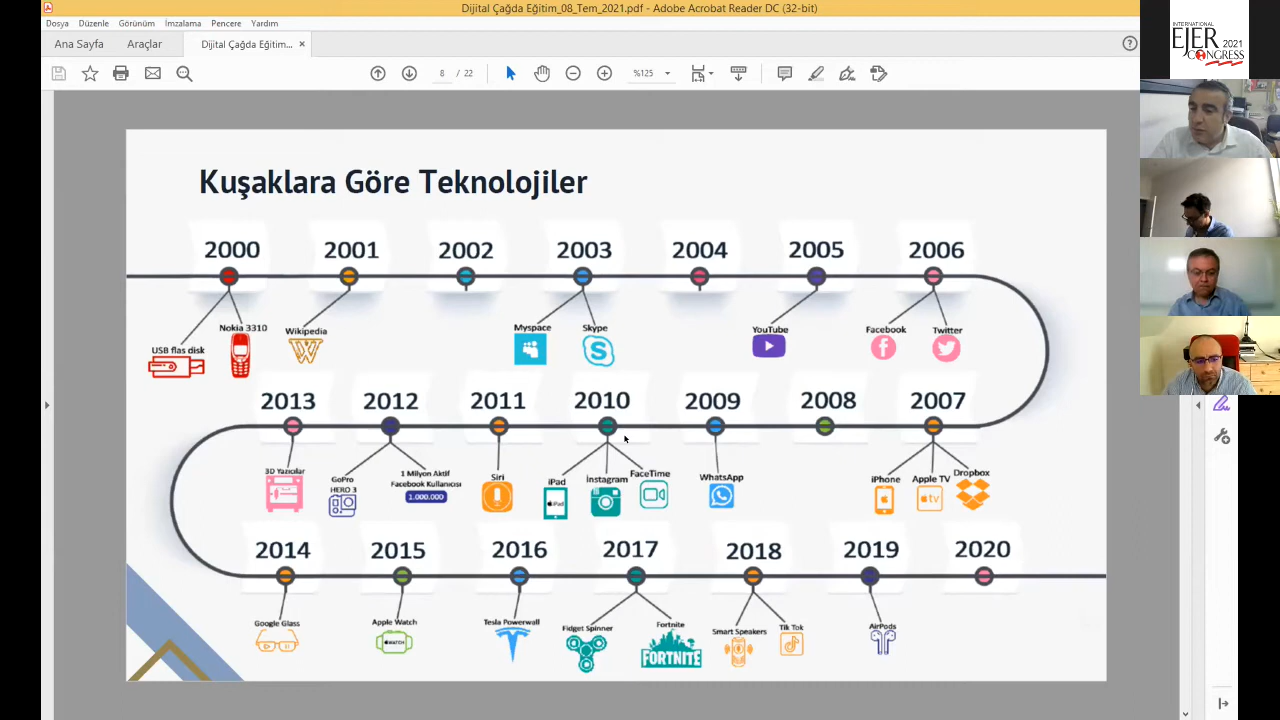 Dijital Çağda Eğitim_08_Tem_2021.pdf - Adobe Acrobat Reader DC (32-bit)
Dosya Düzenle Görünüm İmzalama Pencere Yardım
Ana Sayfa Araçlar Dijital Çağda Eğitim... ×
8 / 22 %125
INTERNATIONAL
EJER 2021
CONGRESS
Kuşaklara Göre Teknolojiler
2000 2001 2002 2003 2004 2005 2006
USB flas disk Nokia 3310 Wikipedia Myspace Skype YouTube Facebook Twitter
2013 2012 2011 2010 2009 2008 2007
3D Yazıcılar GoPro HERO 3 1 Milyon Aktif Facebook Kullanıcısı Siri iPad İnstagram FaceTime WhatsApp iPhone Apple TV Dropbox
1.000.000 iPad tv
2014 2015 2016 2017 2018 2019 2020
Google Glass Apple Watch Tesla Powerwall Fidget Spinner Fortnite Smart Speakers Tik Tok AirPods
WATCH FORTNITE